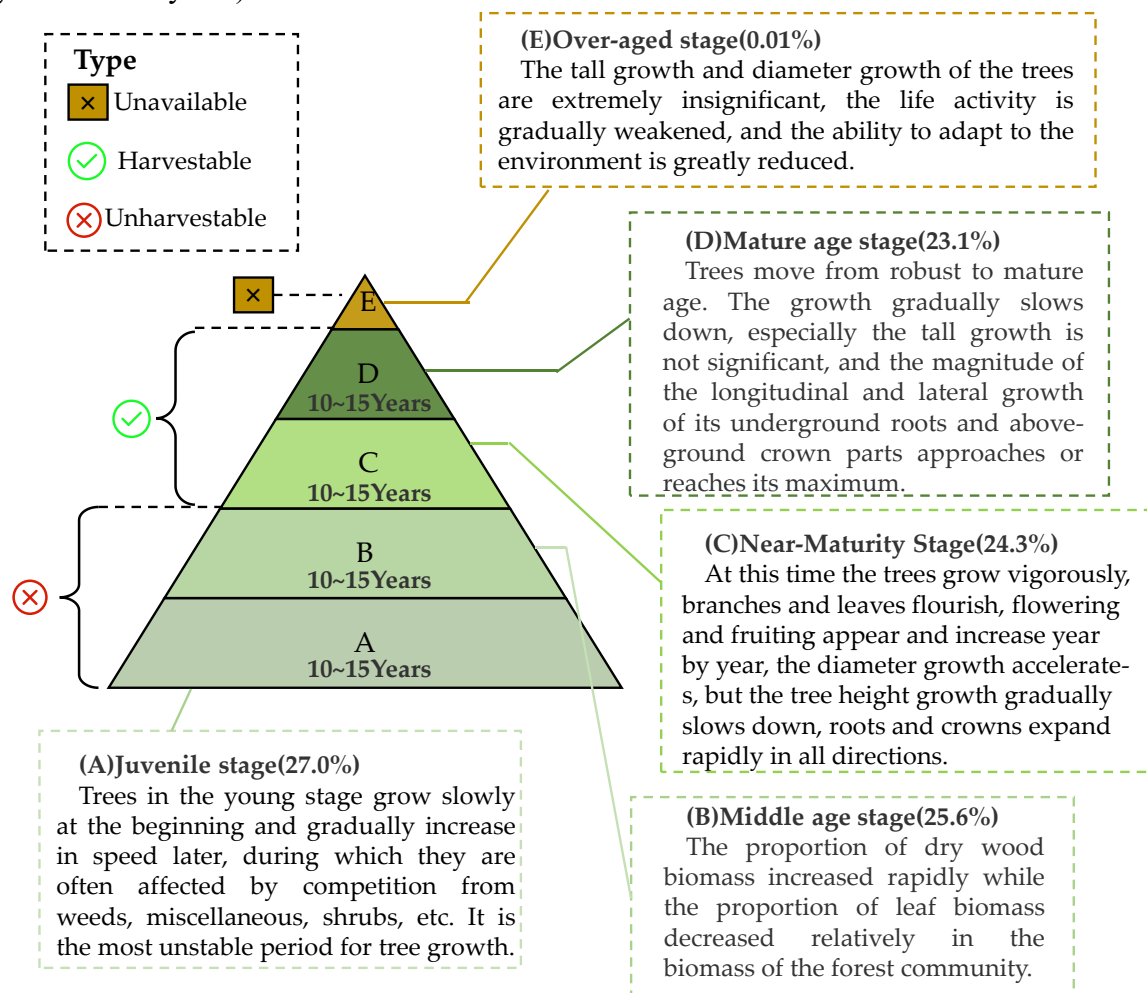 Type
Unavailable
Harvestable
Unharvestable
(E)Over-aged stage(0.01%)
The tall growth and diameter growth of the trees
are extremely insignificant, the life activity is
gradually weakened, and the ability to adapt to the
environment is greatly reduced.
(D)Mature age stage(23.1%)
Trees move from robust to mature
age. The growth gradually slows
down, especially the tall growth is
not significant, and the magnitude of
the longitudinal and lateral growth
of its underground roots and above-
ground crown parts approaches or
reaches its maximum.
E
D
10~15Years
C
10~15Years
B
10~15Years
A
10~15Years
(C)Near-Maturity Stage(24.3%)
At this time the trees grow vigorously,
branches and leaves flourish, flowering
and fruiting appear and increase year
by year, the diameter growth accelerate-
s, but the tree height growth gradually
slows down, roots and crowns expand
rapidly in all directions.
(A)Juvenile stage(27.0%)
Trees in the young stage grow slowly
at the beginning and gradually increase
in speed later, during which they are
often affected by competition from
weeds, miscellaneous, shrubs, etc. It is
the most unstable period for tree growth.
(B)Middle age stage(25.6%)
The proportion of dry wood
biomass increased rapidly while
the proportion of leaf biomass
decreased relatively in the
biomass of the forest community.